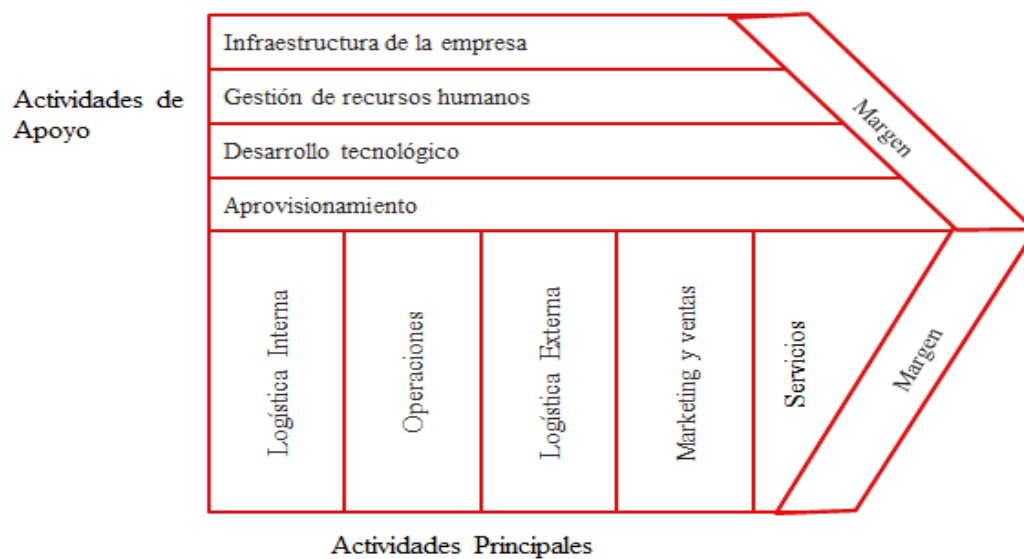 Infraestructura de la empresa
Actividades de
Apoyo
Gestión de recursos humanos
Desarrollo tecnológico
Aprovisionamiento
Margen
Logística Interna
Operaciones
Logística Externa
Marketing y ventas
Servicios
Margen
Actividades Principales